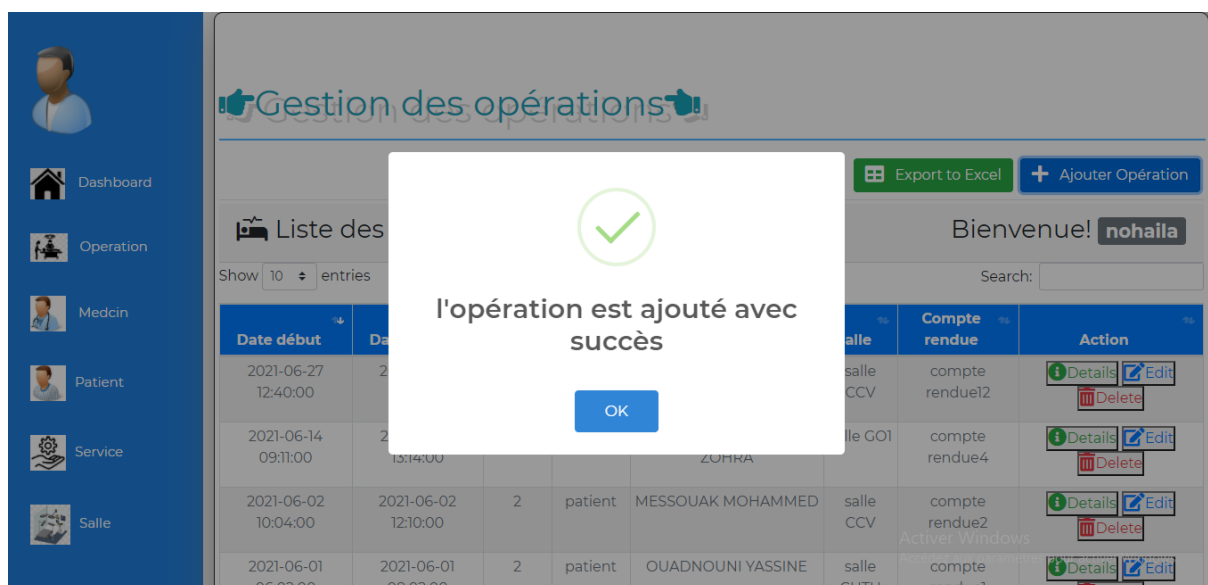 Gestion des opérations
Export to Excel
Ajouter Opération
Dashboard
Operation
Medcin
Patient
Service
Salle
Liste des
Bienvenue! nohaila
Show 10 entries
Search:
Date début
Compte rendue
Action
2021-06-27 12:40:00
salle CCV
compte rendue12
Details Edit
Delete
2021-06-14 09:11:00
13:14:00
ZOHRA
compte rendue4
Details Edit
Delete
2021-06-02 10:04:00
2021-06-02 12:10:00
2
patient
MESSOUAK MOHAMMED
salle CCV
compte rendue2
Details Edit
Delete
2021-06-01
2021-06-01
2
patient
OUADNOUNI YASSINE
salle
compte
Details Edit
Activer Windows
l'opération est ajouté avec
succès
OK